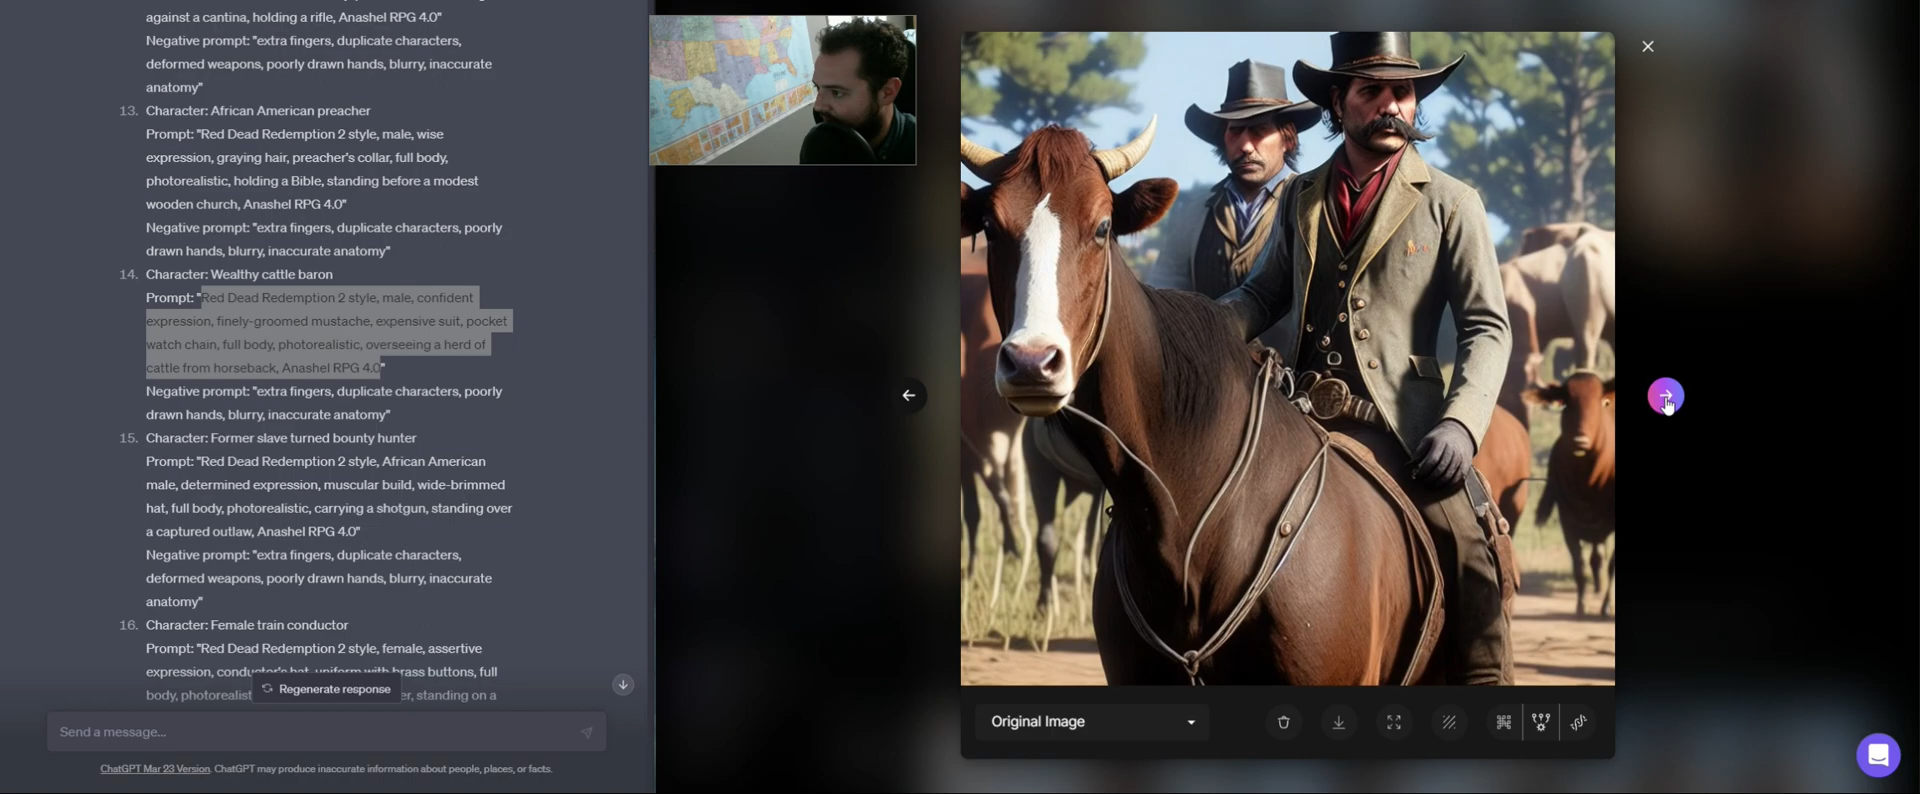 against a cantina, holding a rifle, Anashel RPG 4.0"
Negative prompt: "extra fingers, duplicate characters,
deformed weapons, poorly drawn hands, blurry, inaccurate
anatomy"
13. Character: African American preacher
Prompt: "Red Dead Redemption 2 style, male, wise
expression, graying hair, preacher's collar, full body,
photorealistic, holding a Bible, standing before a modest
wooden church, Anashel RPG 4.0"
Negative prompt: "extra fingers, duplicate characters, poorly
drawn hands, blurry, inaccurate anatomy"
14. Character: Wealthy cattle baron
Prompt: "Red Dead Redemption 2 style, male, confident
expression, finely-groomed mustache, expensive suit, pocket
watch chain, full body, photorealistic, overseeing a herd of
cattle from horseback, Anashel RPG 4.0"
Negative prompt: "extra fingers, duplicate characters, poorly
drawn hands, blurry, inaccurate anatomy"
15. Character: Former slave turned bounty hunter
Prompt: "Red Dead Redemption 2 style, African American
male, determined expression, muscular build, wide-brimmed
hat, full body, photorealistic, carrying a shotgun, standing over
a captured outlaw, Anashel RPG 4.0"
Negative prompt: "extra fingers, duplicate characters,
deformed weapons, poorly drawn hands, blurry, inaccurate
anatomy"
16. Character: Female train conductor
Prompt: "Red Dead Redemption 2 style, female, assertive
expression, conductor's hat, uniform with brass buttons, full
body, photorealist
standing on a
Regenerate response
Send a message...
ChatGPT Mar 23 Version. ChatGPT may produce inaccurate information about people, places, or facts.
Original Image